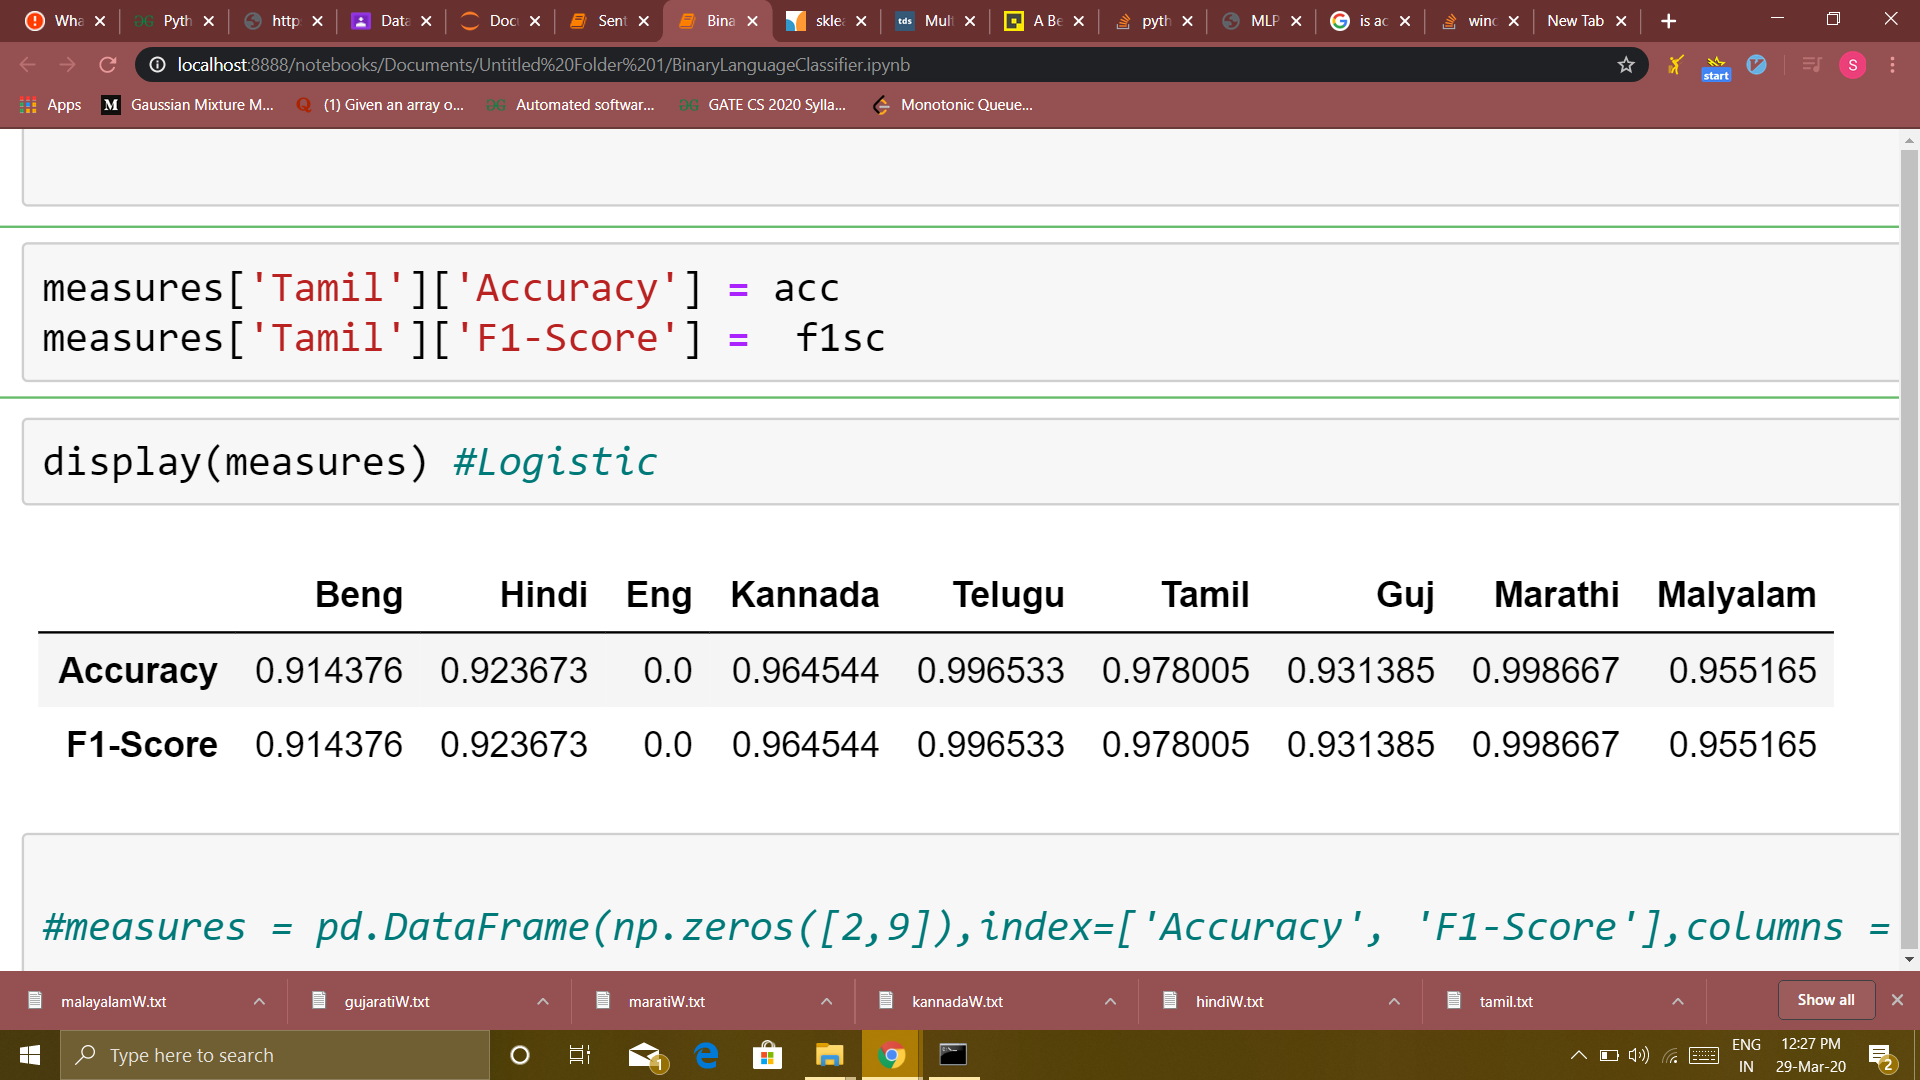 Wha Pyth http Data Docu Sent Bina skle tds Mult A Be pyth MLP is ac winc New Tab
localhost:8888/notebooks/Documents/Untitled%20Folder%201/BinaryLanguageClassifier.ipynb start S
Apps M Gaussian Mixture M... (1) Given an array o... Automated softwar... GATE CS 2020 Sylla... Monotonic Queue...
measures['Tamil']['Accuracy'] = acc
measures['Tamil']['F1-Score'] =  f1sc
display(measures) #Logistic
Beng Hindi Eng Kannada Telugu Tamil Guj Marathi Malyalam
Accuracy 0.914376 0.923673 0.0 0.964544 0.996533 0.978005 0.931385 0.998667 0.955165
F1-Score 0.914376 0.923673 0.0 0.964544 0.996533 0.978005 0.931385 0.998667 0.955165
#measures = pd.DataFrame(np.zeros([2,9]),index=['Accuracy', 'F1-Score'],columns =
malayalamW.txt gujaratiW.txt maratiW.txt kannadaW.txt hindiW.txt tamil.txt Show all
Type here to search 1 ENG 12:27 PM
IN 29-Mar-20 2